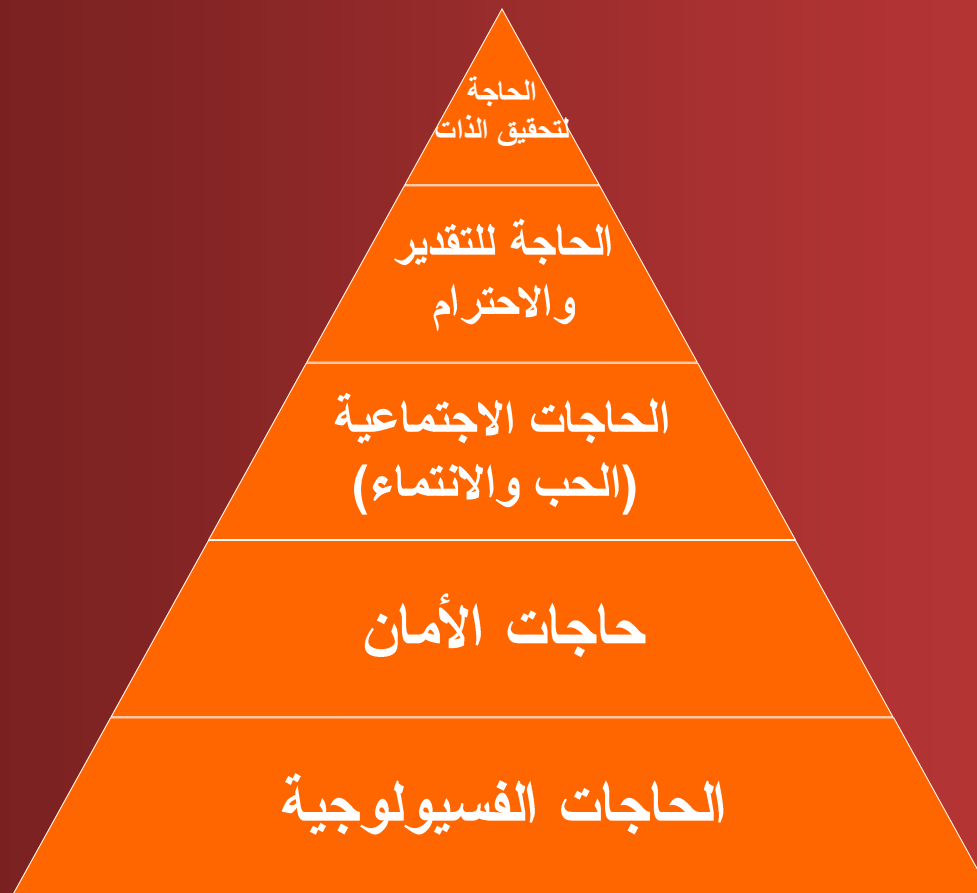 الحاجة
لتحقيق الذات
الحاجة للتقدير
والاحترام
الحاجات الاجتماعية
(الحب والانتماء)
حاجات الأمان
الحاجات الفسيولوجية